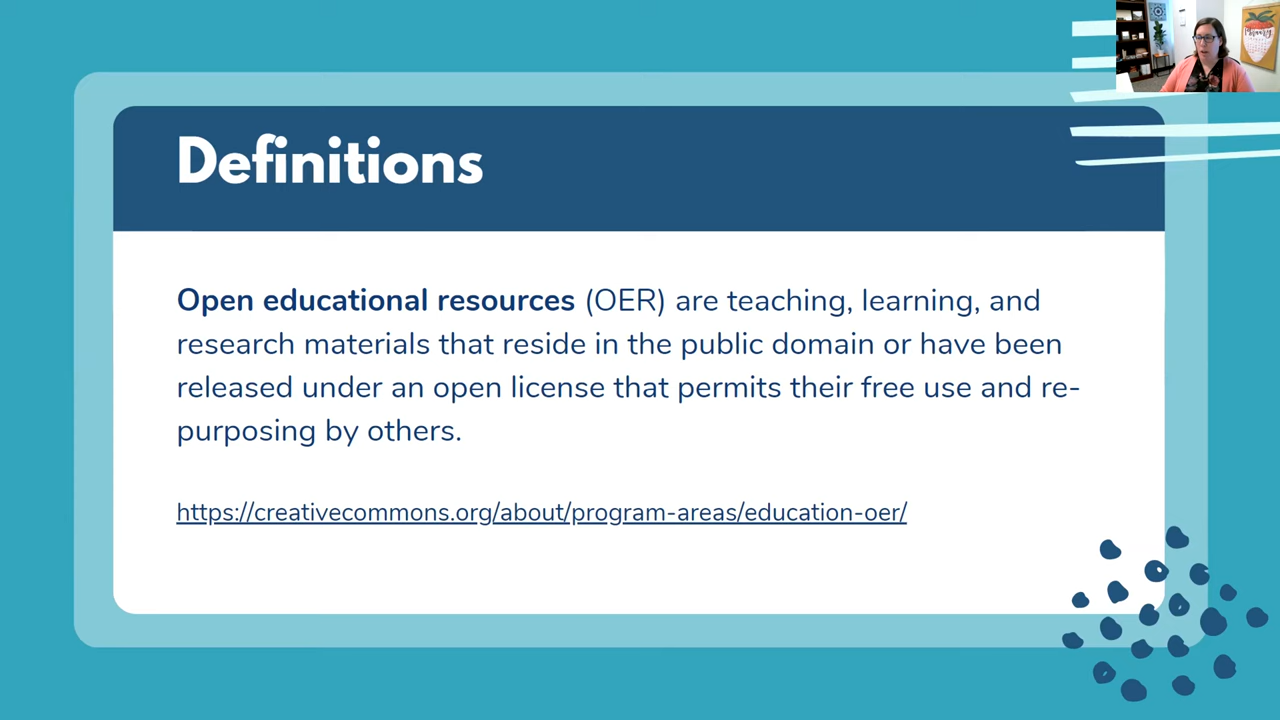 Definitions
Open educational resources (OER) are teaching, learning, and
research materials that reside in the public domain or have been
released under an open license that permits their free use and re-
purposing by others.
https://creativecommons.org/about/program-areas/education-oer/